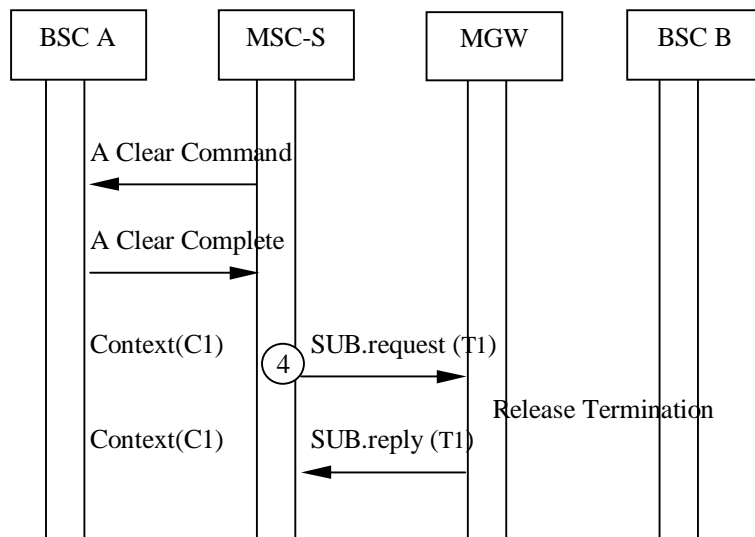 BSC A
MSC-S
MGW
BSC B
A Clear Command
A Clear Complete
Context(C1)
4
SUB.request (T1)
Release Termination
Context(C1)
SUB.reply (T1)